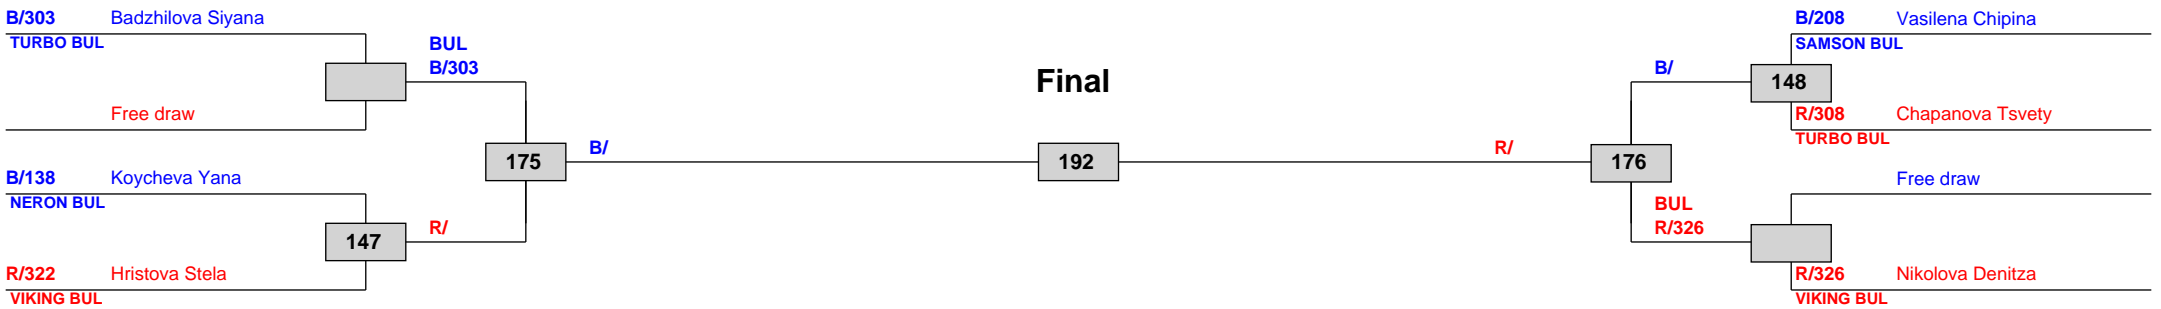 B/303 Badzhilova Siyana
TURBO BUL
Free draw
BUL
B/303
B/138 Koycheva Yana
NERON BUL
147
R/322 Hristova Stela
VIKING BUL
R/
175
B/
Final
192
R/
176
B/
BUL
R/326
B/208 Vasilena Chipina
SAMSON BUL
148
R/308 Chapanova Tsvety
TURBO BUL
Free draw
R/326 Nikolova Denitza
VIKING BUL